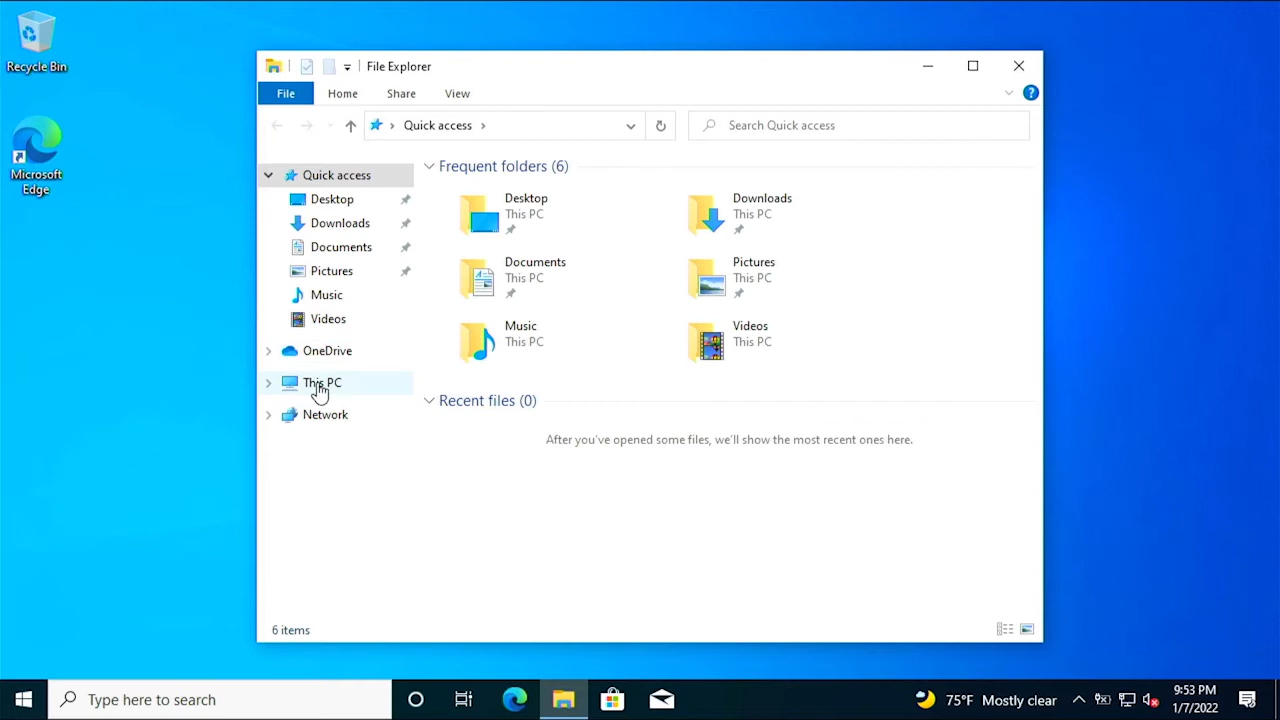 Recycle Bin
Microsoft
Edge
File Explorer
File
Home
Share
View
Quick access
Search Quick access
Quick access
Desktop
Downloads
Documents
Pictures
Music
Videos
OneDrive
This PC
Network
Frequent folders (6)
Desktop
This PC
Downloads
This PC
Documents
This PC
Pictures
This PC
Music
This PC
Videos
This PC
Recent files (0)
After you've opened some files, we'll show the most recent ones here.
6 items
Type here to search
75°F Mostly clear
9:53 PM
1/7/2022